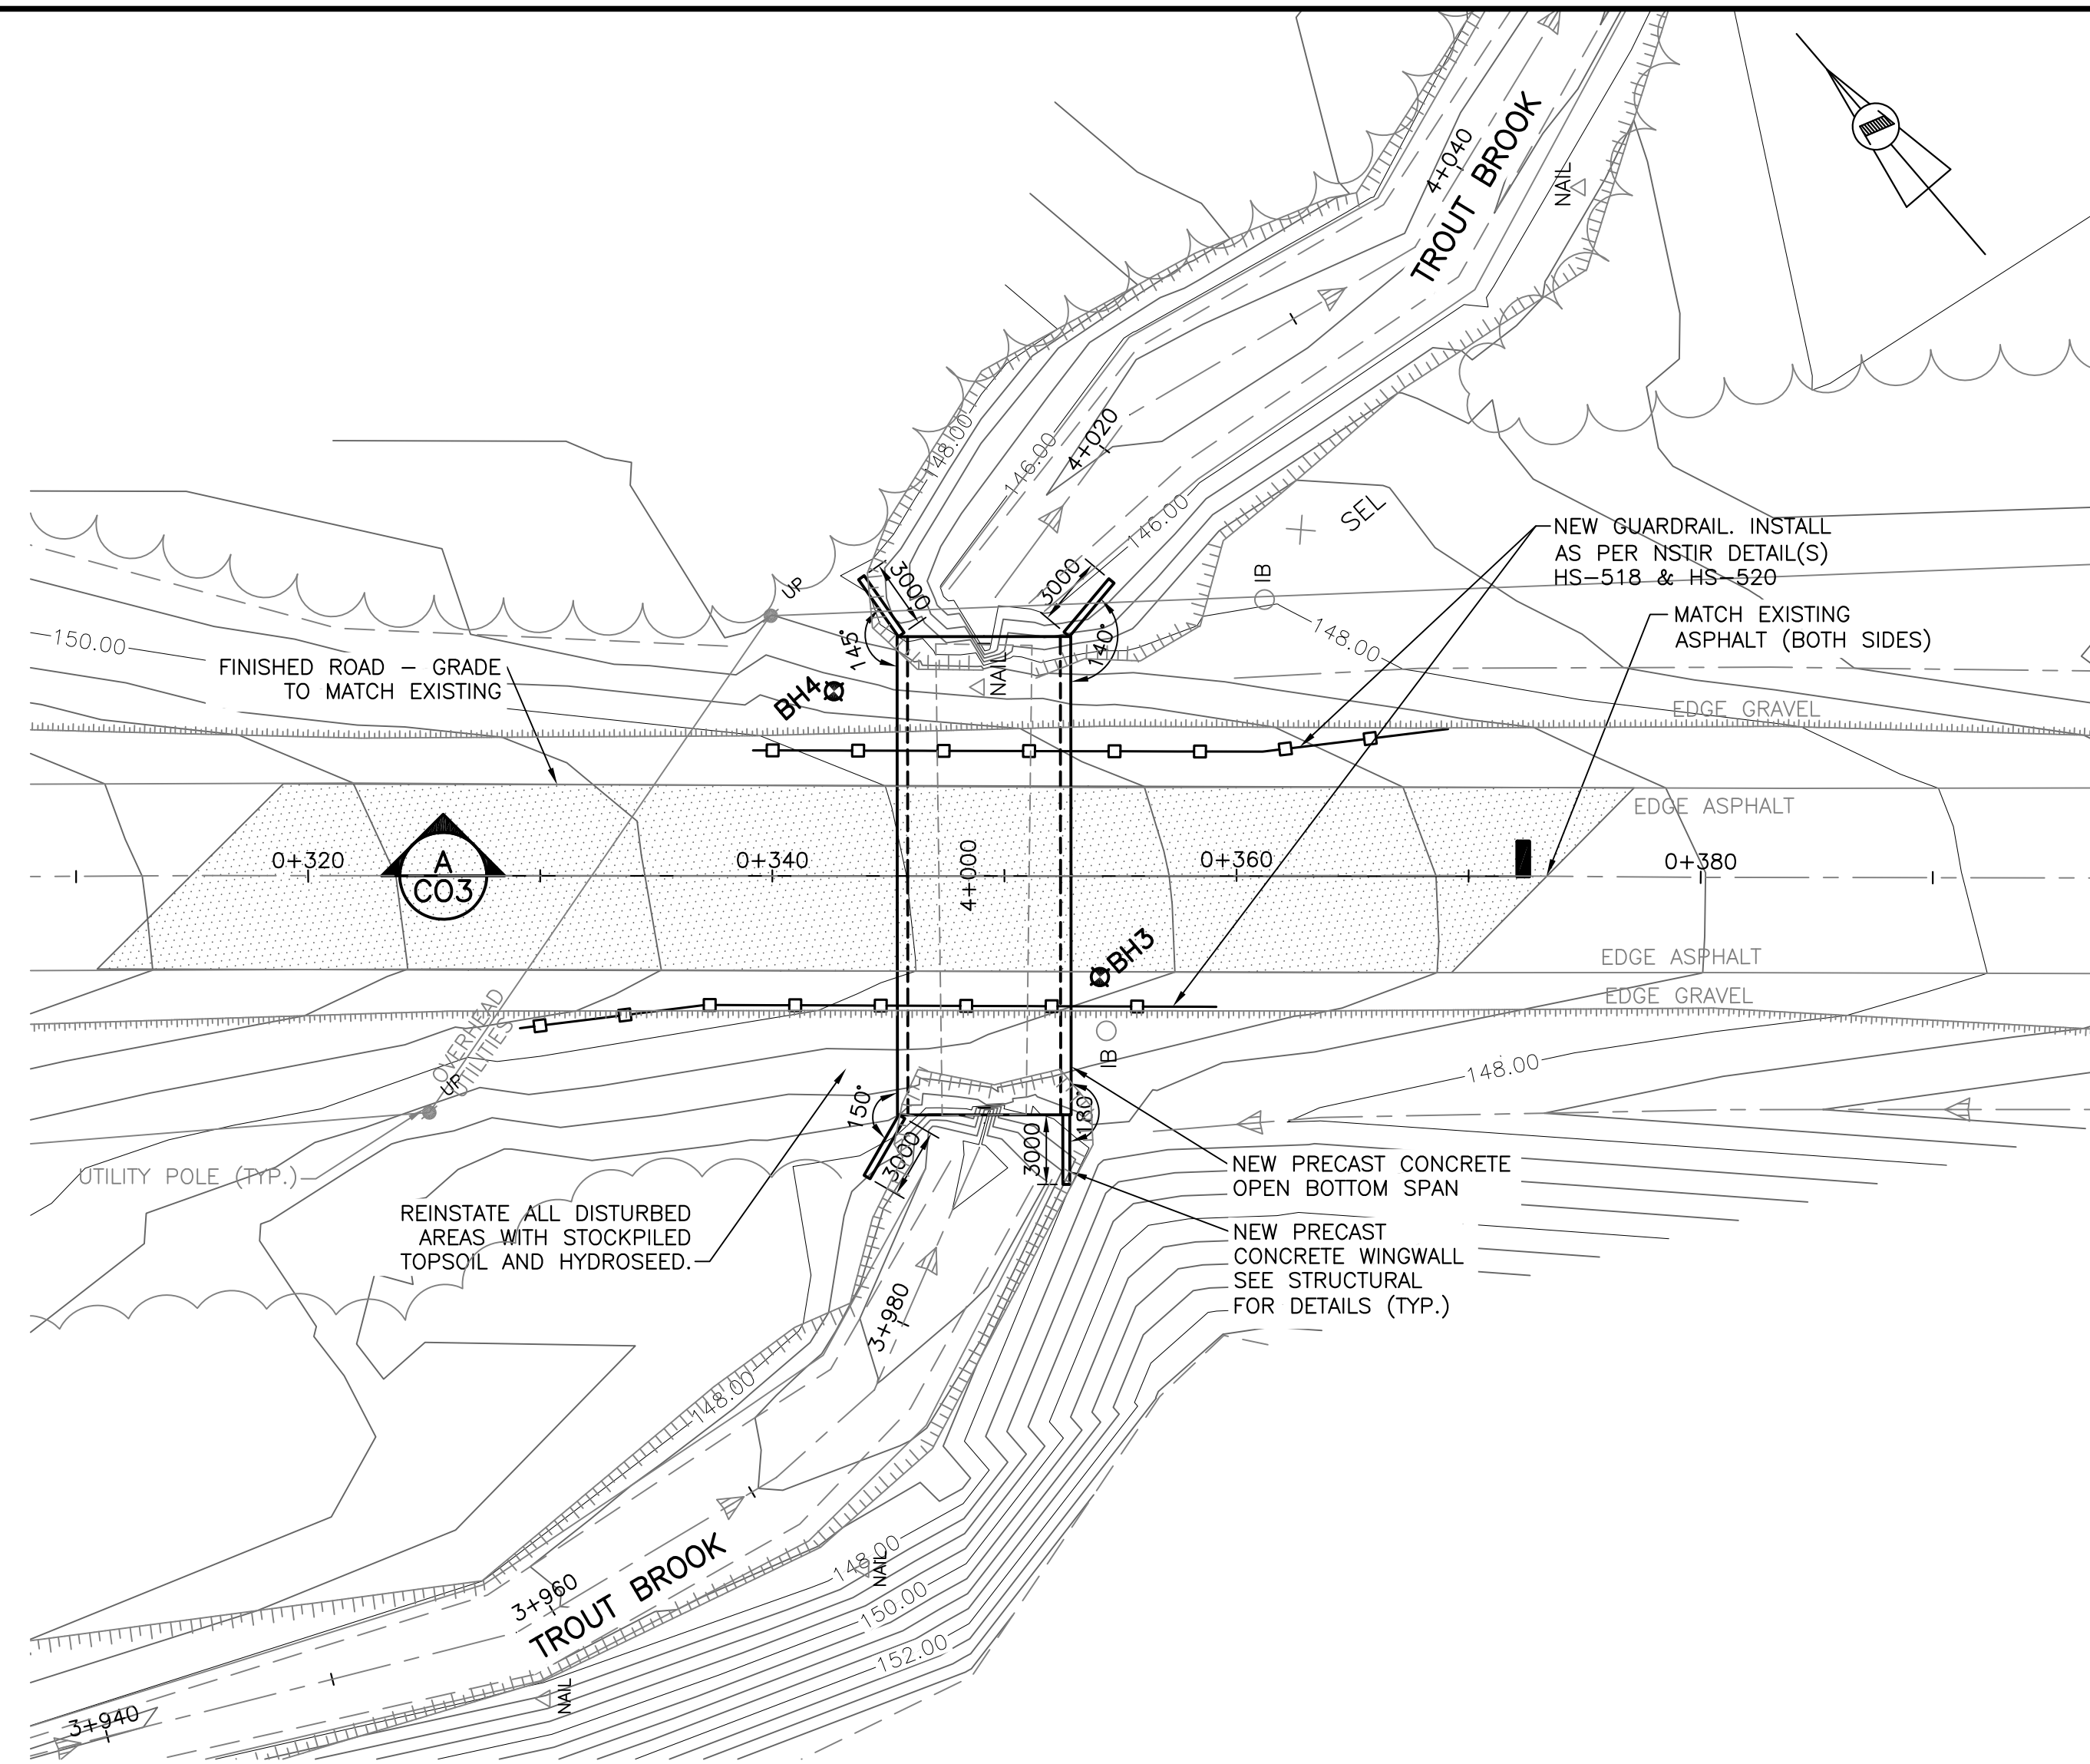 4+040
TROUT BROOK
NAIL
148.00
146.00
4+020
146.00
SEL
NEW GUARDRAIL. INSTALL
AS PER NSTIR DETAIL(S)
HS-518 & HS-520
UP
3000
3000
IB
MATCH EXISTING
ASPHALT (BOTH SIDES)
150.00
145°
140°
148.00
FINISHED ROAD - GRADE
TO MATCH EXISTING
NAIL
BH4
EDGE GRAVEL
EDGE ASPHALT
0+320
A
CO3
0+340
4+000
0+360
0+380
BH3
EDGE ASPHALT
EDGE GRAVEL
OVERHEAD
UTILITIES
UP
IB
148.00
150°
180°
3000
3000
UTILITY POLE (TYP.)
NEW PRECAST CONCRETE
OPEN BOTTOM SPAN
REINSTATE ALL DISTURBED
AREAS WITH STOCKPILED
TOPSOIL AND HYDROSEED.
NEW PRECAST
CONCRETE WINGWALL
SEE STRUCTURAL
FOR DETAILS (TYP.)
3+980
148.00
148.00
NAIL
3+960
TROUT BROOK
150.00
152.00
NAIL
3+940